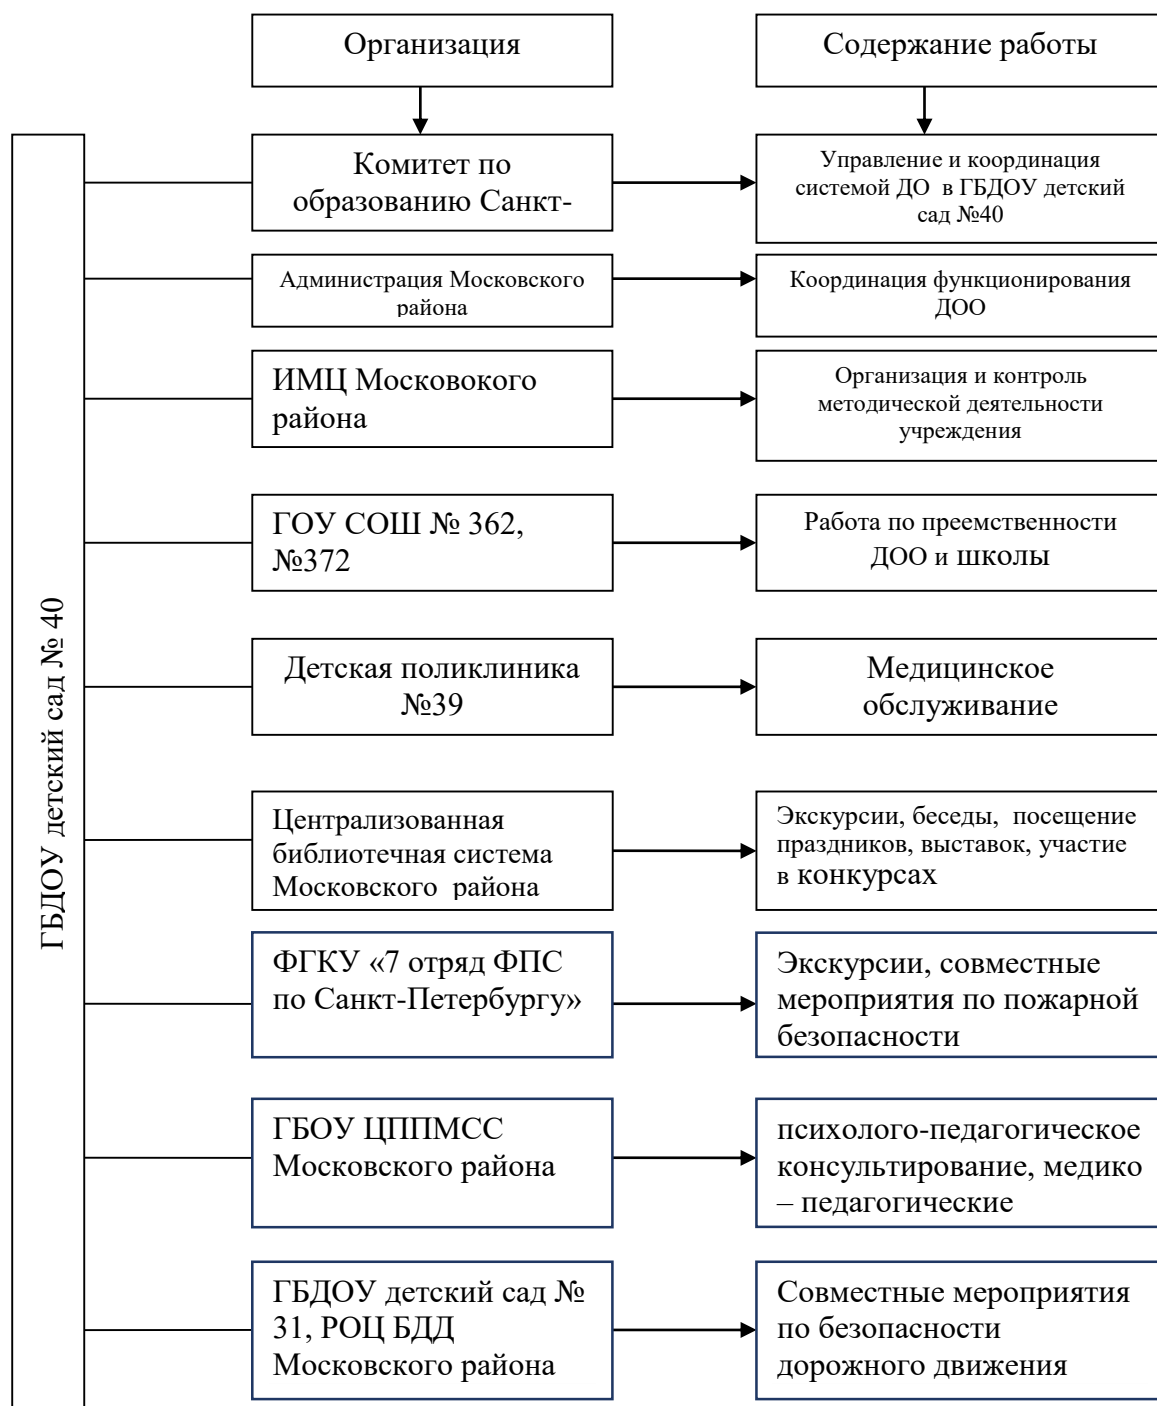 Организация
Содержание работы
ГБДОУ детский сад № 40
Комитет по
образованию Санкт-
Управление и координация
системой ДО в ГБДОУ детский
сад №40
Администрация Московского
района
Координация функционирования
ДОО
ИМЦ Московокого
района
Организация и контроль
методической деятельности
учреждения
ГОУ СОШ № 362,
№372
Работа по преемственности
ДОО и школы
Детская поликлиника
№39
Медицинское
обслуживание
Централизованная
библиотечная система
Московского района
Экскурсии, беседы, посещение
праздников, выставок, участие
в конкурсах
ФГКУ «7 отряд ФПС
по Санкт-Петербургу»
Экскурсии, совместные
мероприятия по пожарной
безопасности
ГБОУ ЦППМСС
Московского района
психолого-педагогическое
консультирование, медико
– педагогические
ГБДОУ детский сад №
31, РОЦ БДД
Московского района
Совместные мероприятия
по безопасности
дорожного движения